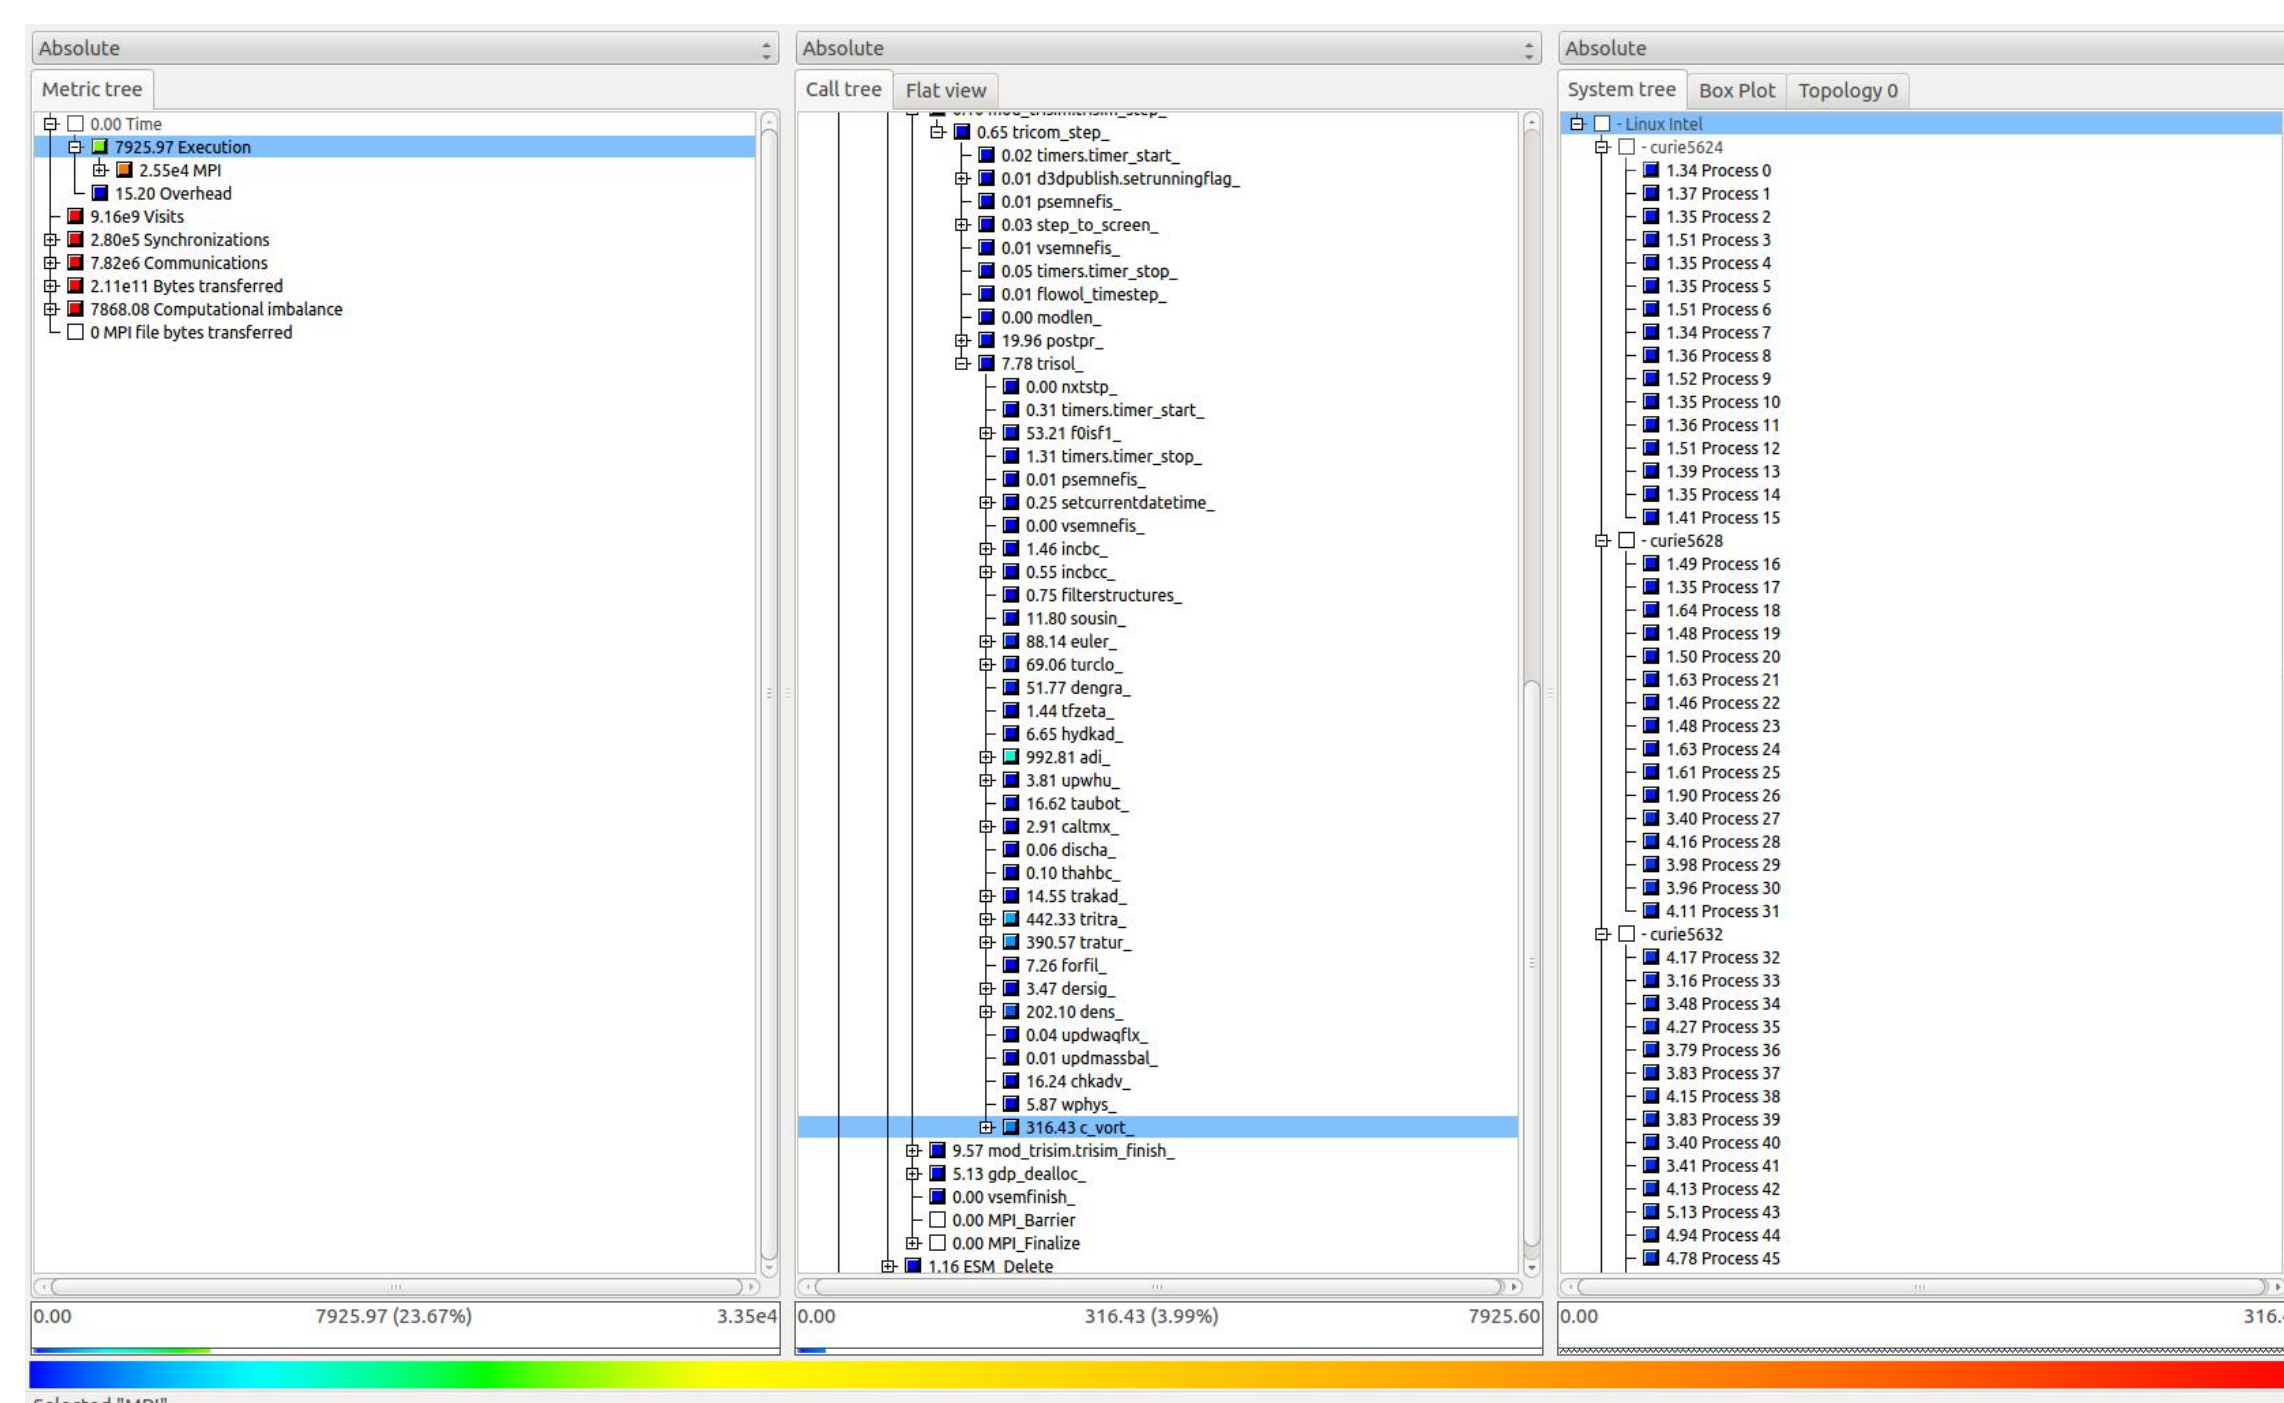 Absolute
Metric tree
0.00 Time
7925.97 Execution
2.55e4 MPI
15.20 Overhead
9.16e9 Visits
2.80e5 Synchronizations
7.82e6 Communications
2.11e11 Bytes transferred
7868.08 Computational imbalance
0 MPI file bytes transferred
0.00 7925.97 (23.67%) 3.35e4
Absolute
Call tree Flat view
0.65 tricom_step_
0.02 timers.timer_start_
0.01 d3dpublish.setrunningflag_
0.01 psemnefis_
0.03 step_to_screen_
0.01 vsemnefis_
0.05 timers.timer_stop_
0.01 flowol_timestep_
0.00 modlen_
19.96 postpr_
7.78 trisol_
0.00 nxtstp_
0.31 timers.timer_start_
53.21 f0isf1_
1.31 timers.timer_stop_
0.01 psemnefis_
0.25 setcurrentdatetime_
0.00 vsemnefis_
1.46 incbc_
0.55 incbcc_
0.75 filterstructures_
11.80 sousin_
88.14 euler_
69.06 turclo_
51.77 dengra_
1.44 tfzeta_
6.65 hydkad_
992.81 adi_
3.81 upwhu_
16.62 taubot_
2.91 caltmx_
0.06 discha_
0.10 thahbc_
14.55 trakad_
442.33 tritra_
390.57 tratur_
7.26 forfil_
3.47 dersig_
202.10 dens_
0.04 updwaqflx_
0.01 updmassbal_
16.24 chkadv_
5.87 wphys_
316.43 c_vort_
9.57 mod_trisim.trisim_finish_
5.13 gdp_dealloc_
0.00 vsemfinish_
0.00 MPI_Barrier
0.00 MPI_Finalize
1.16 ESM_Delete
0.00 316.43 (3.99%) 7925.60
Absolute
System tree Box Plot Topology 0
- Linux Intel
- curie5624
1.34 Process 0
1.37 Process 1
1.35 Process 2
1.51 Process 3
1.35 Process 4
1.35 Process 5
1.51 Process 6
1.34 Process 7
1.36 Process 8
1.52 Process 9
1.35 Process 10
1.36 Process 11
1.51 Process 12
1.39 Process 13
1.35 Process 14
1.41 Process 15
- curie5628
1.49 Process 16
1.35 Process 17
1.64 Process 18
1.48 Process 19
1.50 Process 20
1.63 Process 21
1.46 Process 22
1.48 Process 23
1.63 Process 24
1.61 Process 25
1.90 Process 26
3.40 Process 27
4.16 Process 28
3.98 Process 29
3.96 Process 30
4.11 Process 31
- curie5632
4.17 Process 32
3.16 Process 33
3.48 Process 34
4.27 Process 35
3.79 Process 36
3.83 Process 37
4.15 Process 38
3.83 Process 39
3.40 Process 40
3.41 Process 41
4.13 Process 42
5.13 Process 43
4.94 Process 44
4.78 Process 45
0.00 316.
Selected "MPI"